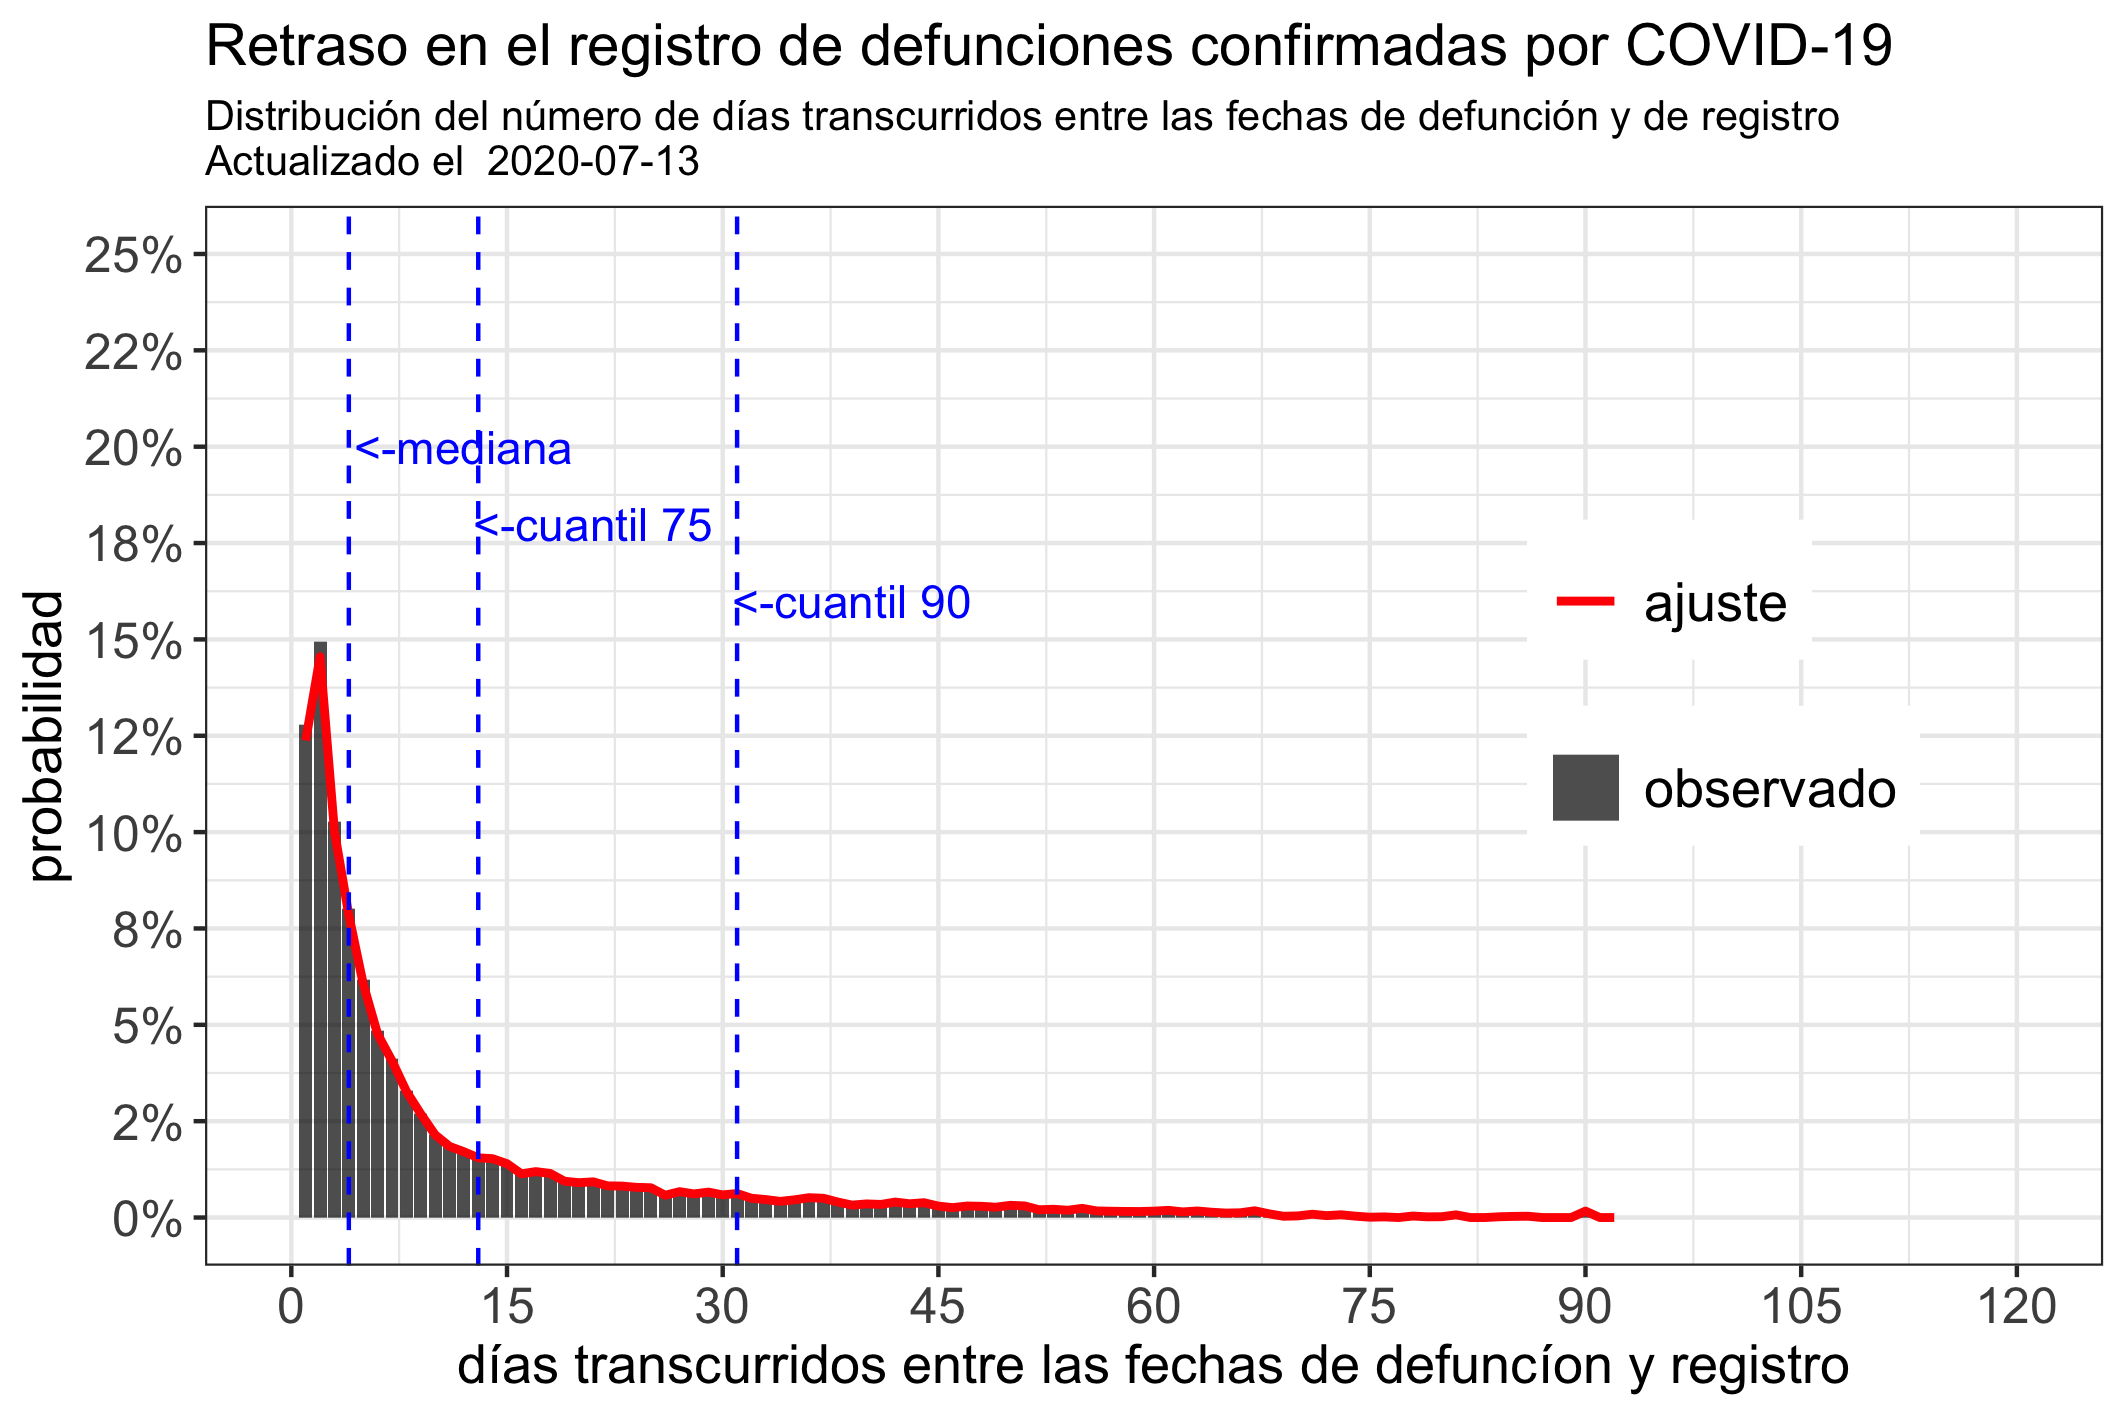 Retraso en el registro de defunciones confirmadas por COVID-19
Distribución del número de días transcurridos entre las fechas de defunción y de registro
Actualizado el  2020-07-13
25%
22%
20%
18%
15%
12%
10%
8%
5%
2%
0%
probabilidad
<-mediana
<-cuantil 75
<-cuantil 90
ajuste
observado
0 15 30 45 60 75 90 105 120
días transcurridos entre las fechas de defuncíon y registro